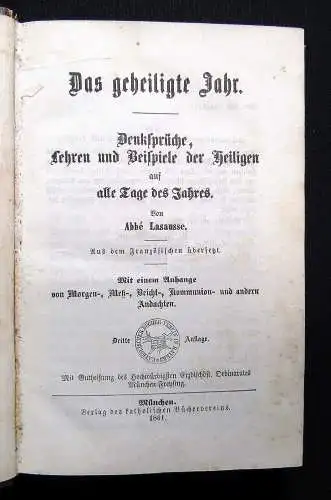 Das geheiligte Jahr.
Denksprüche,
Lehren und Beispiele der Heiligen
auf
alle Tage des Jahres.
Von
Abbé Lasausse.
Aus dem Französischen übersetzt.
Mit einem Anhange
von Morgen-, Meß-, Beicht-, Kommunion- und andern
Andachten.
Dritte Auflage.
Mit Gutheißung des Hochwürdigsten Erzbischöfl. Ordinariates
München-Freysing.
München.
Verlag des katholischen Büchervereins.
1861.